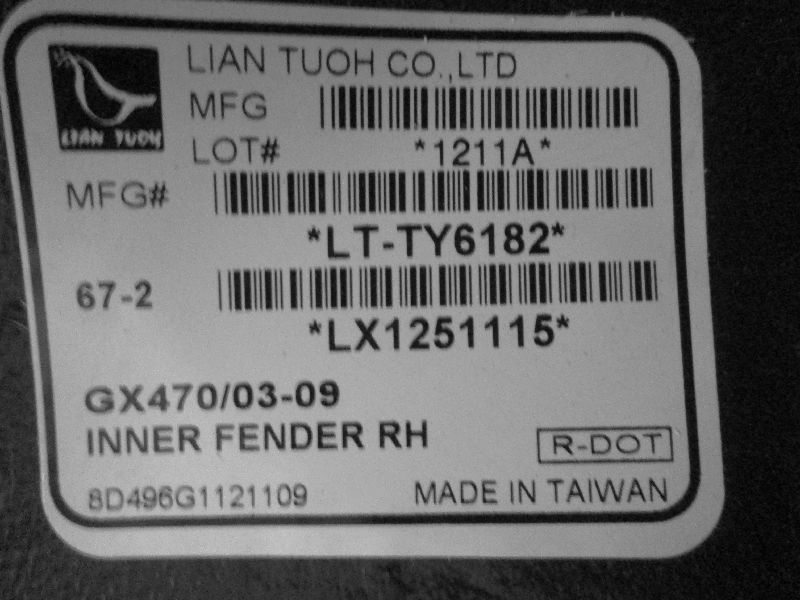 LIAN TUOH CO.,LTD
LIAN TUOH
MFG
LOT#
*1211A*
MFG#
*LT-TY6182*
67-2
*LX1251115*
GX470/03-09
INNER FENDER RH
R-DOT
8D496G1121109
MADE IN TAIWAN